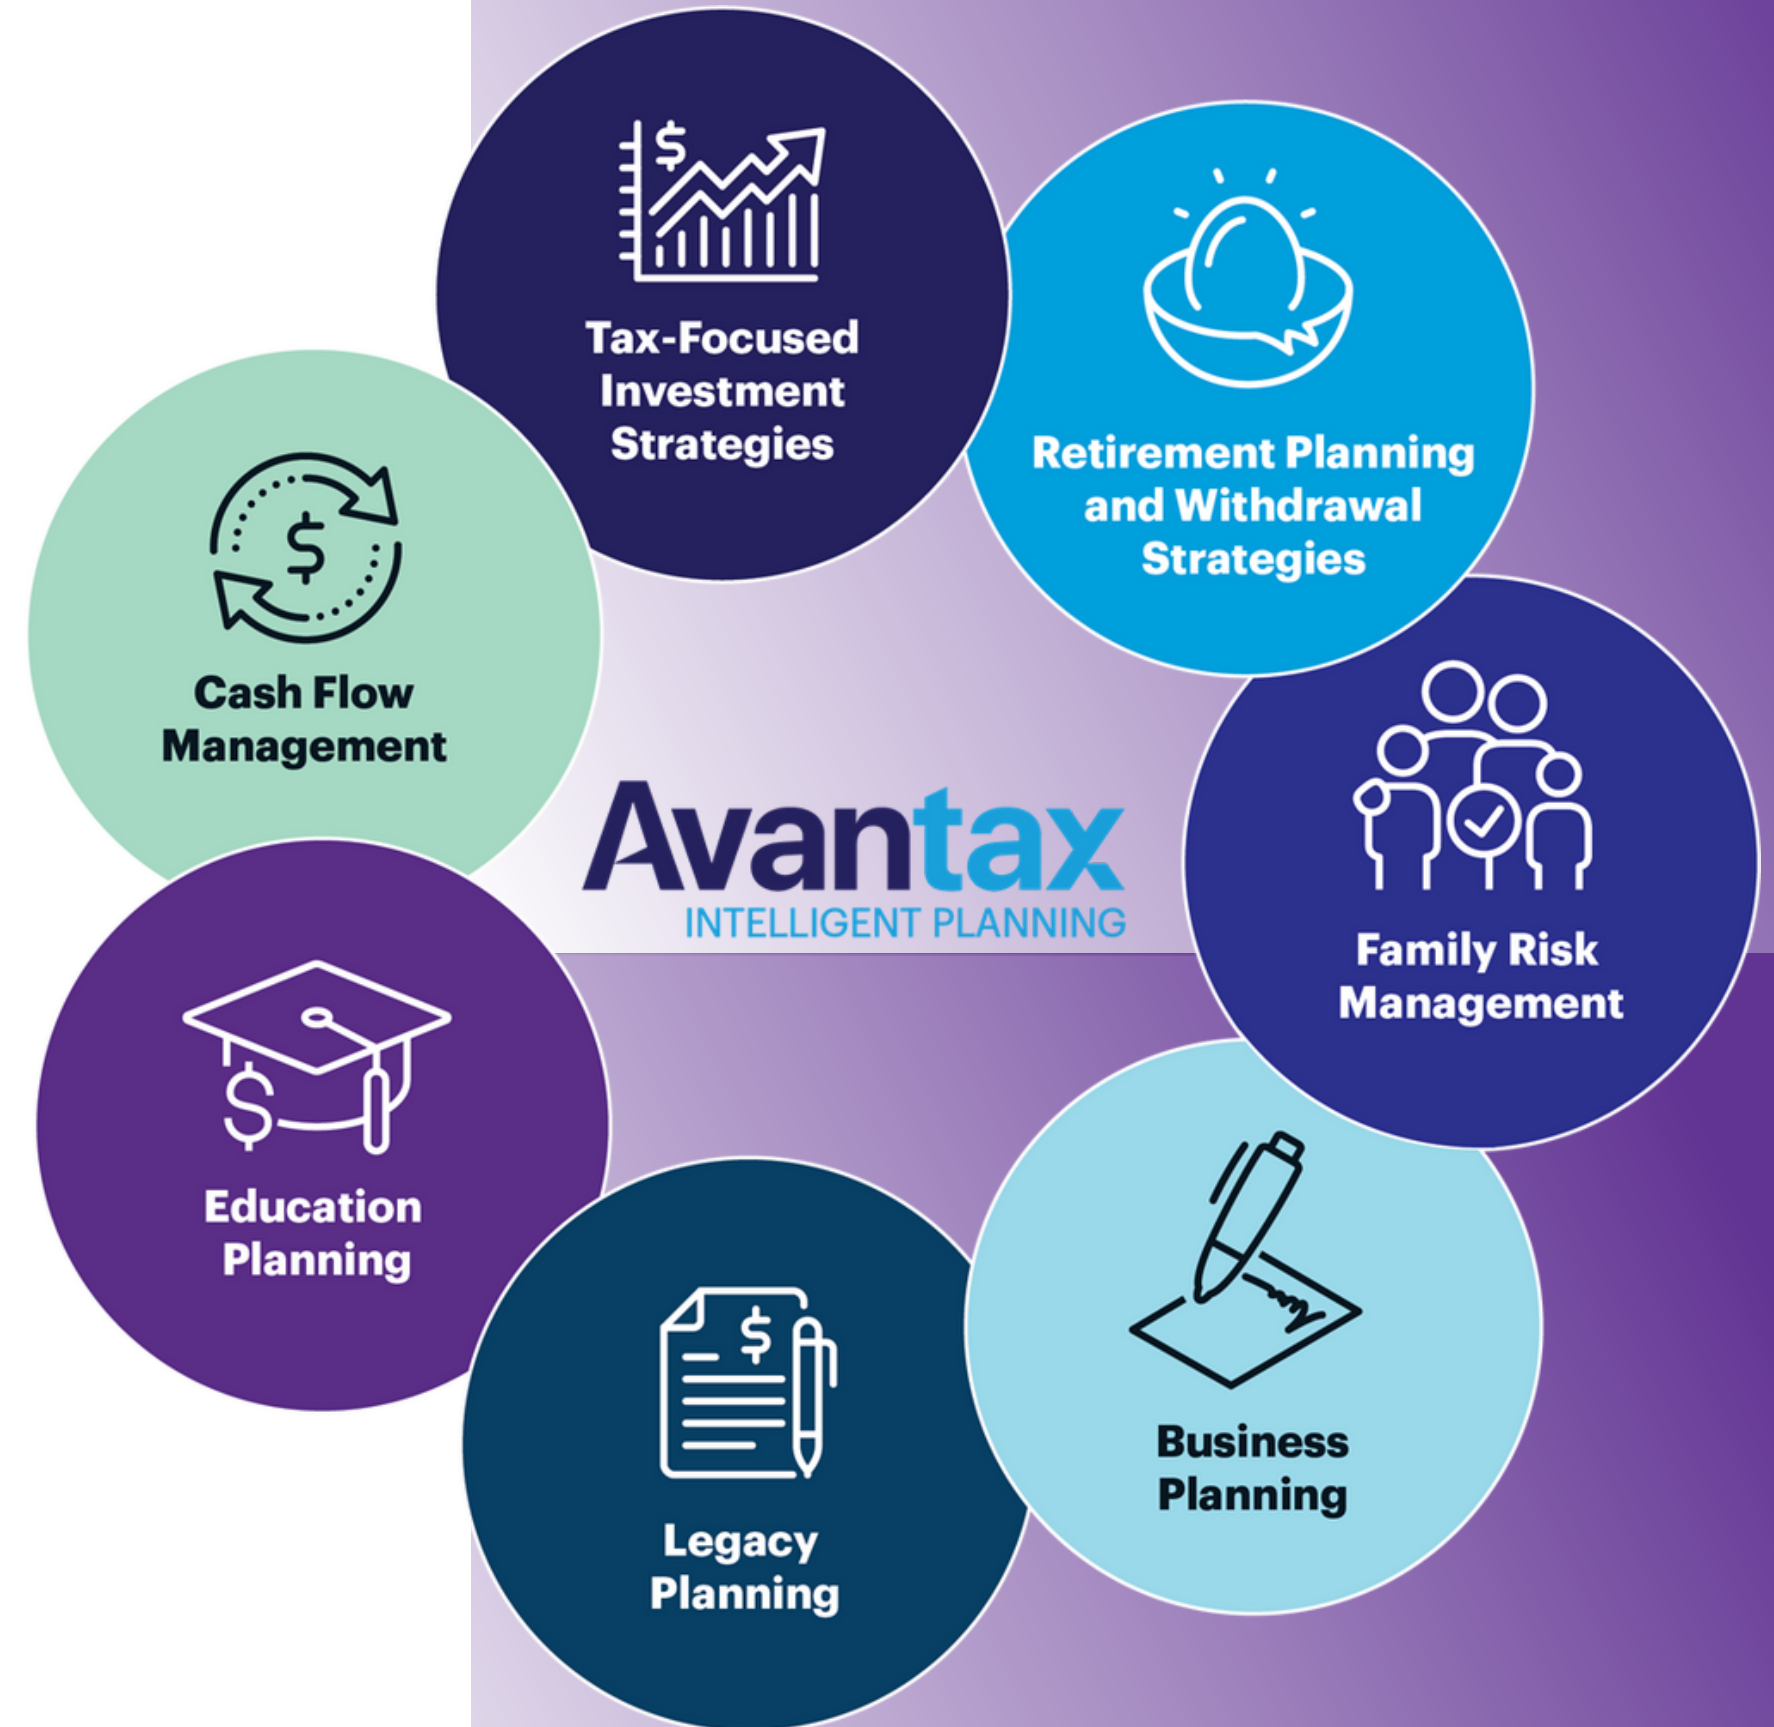 $
Tax-Focused
Investment
Strategies
Retirement Planning
and Withdrawal
Strategies
$
Cash Flow
Management
Family Risk
Management
Avantax
INTELLIGENT PLANNING
$
Education
Planning
Business
Planning
$
Legacy
Planning